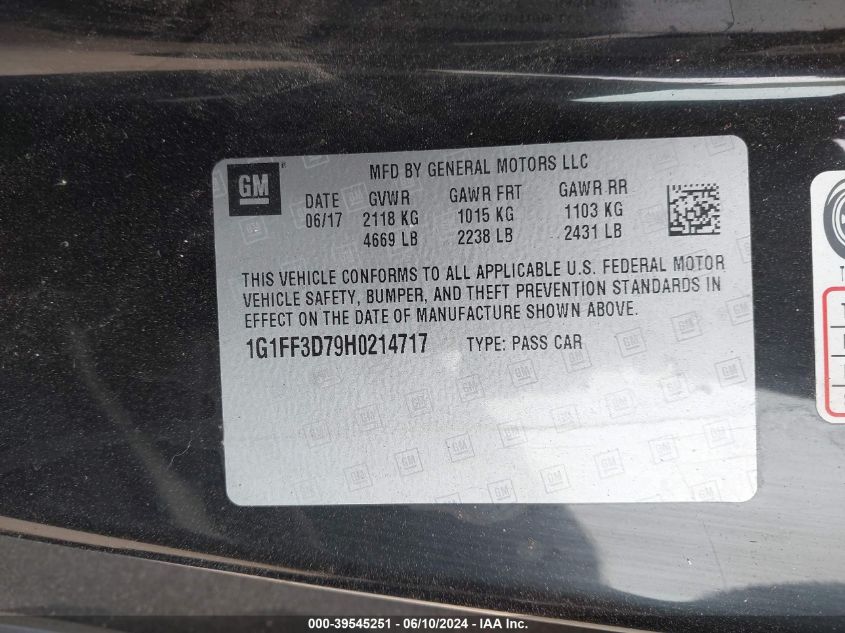 GM
MFD BY GENERAL MOTORS LLC
DATE GVWR GAWR FRT GAWR RR
06/17 2118 KG 1015 KG 1103 KG
4669 LB 2238 LB 2431 LB
THIS VEHICLE CONFORMS TO ALL APPLICABLE U.S. FEDERAL MOTOR
VEHICLE SAFETY, BUMPER, AND THEFT PREVENTION STANDARDS IN
EFFECT ON THE DATE OF MANUFACTURE SHOWN ABOVE.
1G1FF3D79H0214717 TYPE: PASS CAR
000-39545251 - 06/10/2024 - IAA Inc.